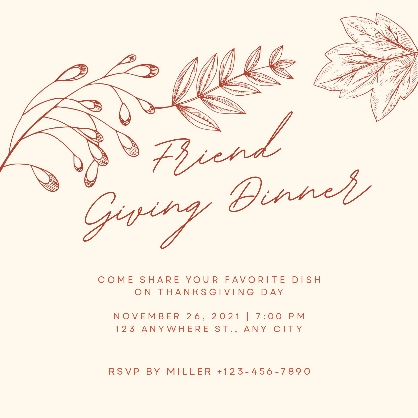 Friend
Giving Dinner
COME SHARE YOUR FAVORITE DISH
ON THANKSGIVING DAY
NOVEMBER 26, 2021 | 7:00 PM
123 ANYWHERE ST., ANY CITY
RSVP BY MILLER +123-456-7890